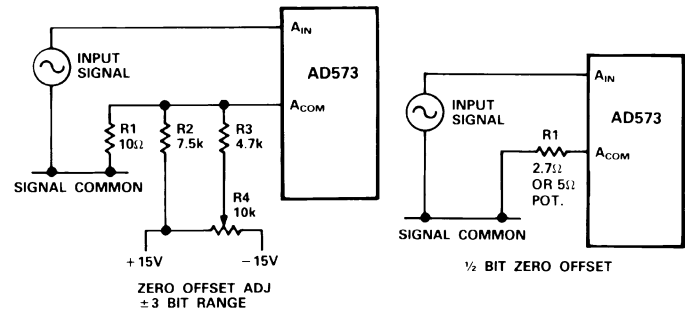 A_IN
INPUT
SIGNAL
AD573
A_COM
R1
10Ω
R2
7.5k
R3
4.7k
SIGNAL COMMON
R4
10k
+15V
−15V
ZERO OFFSET ADJ
±3 BIT RANGE
A_IN
INPUT
SIGNAL
AD573
R1
A_COM
2.7Ω
OR 5Ω
POT.
SIGNAL COMMON
½ BIT ZERO OFFSET